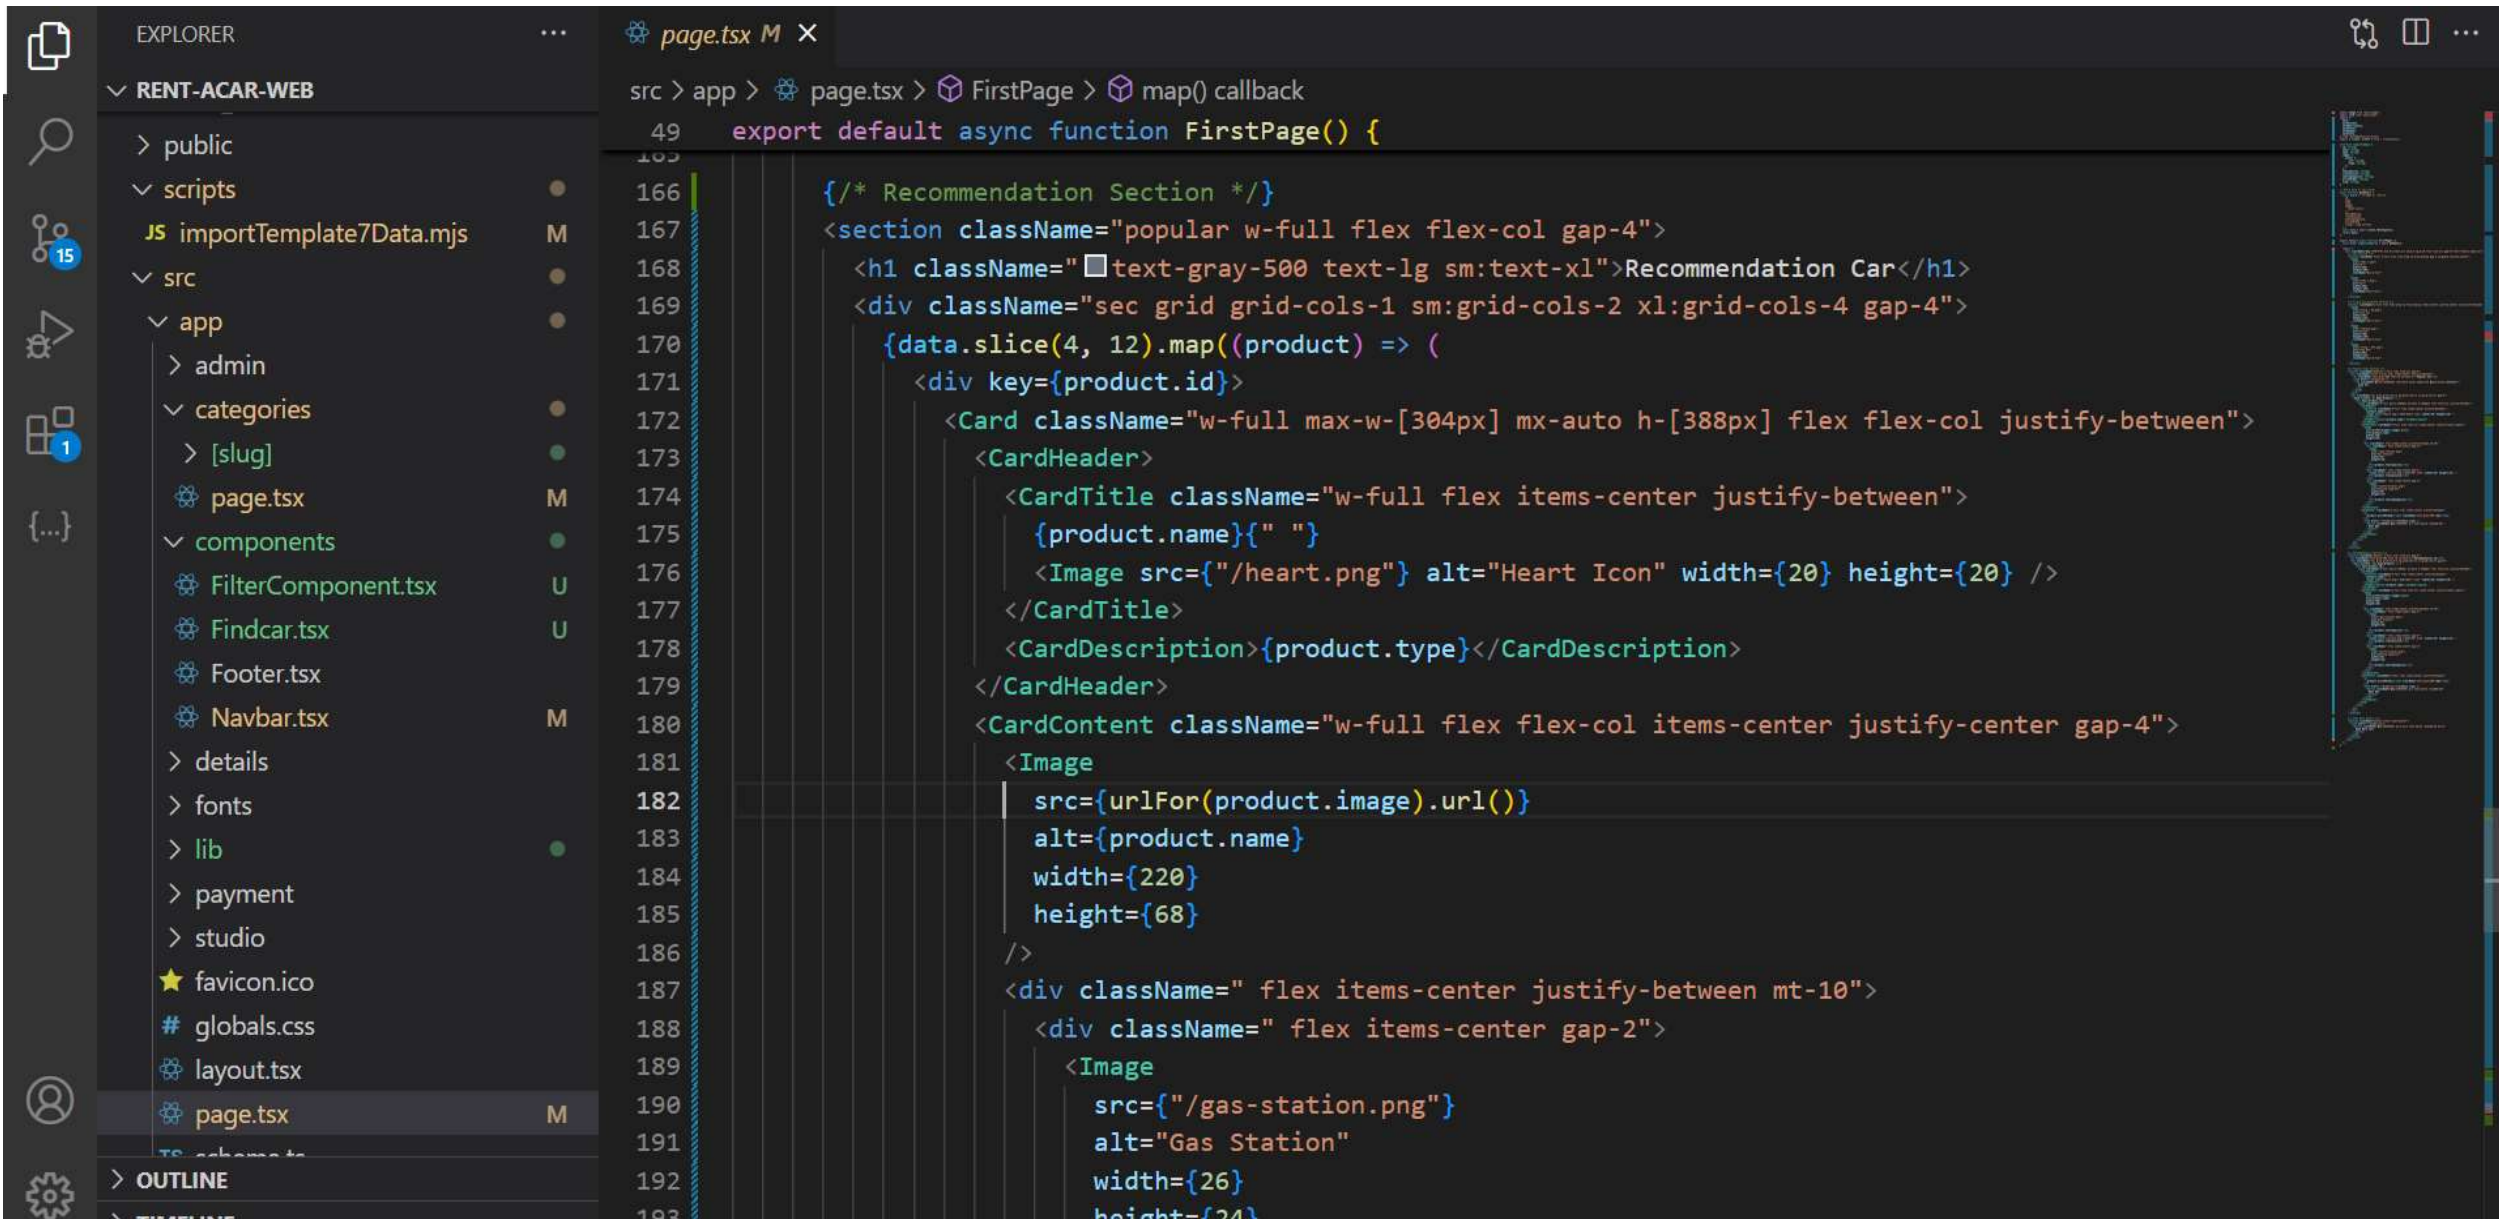 EXPLORER
RENT-ACAR-WEB
public
scripts
JS importTemplate7Data.mjs M
src
app
admin
categories
[slug]
page.tsx M
components
FilterComponent.tsx U
Findcar.tsx U
Footer.tsx
Navbar.tsx M
details
fonts
lib
payment
studio
favicon.ico
# globals.css
layout.tsx
page.tsx M
OUTLINE
15
1
{...}
page.tsx M
src > app > page.tsx > FirstPage > map() callback
49 export default async function FirstPage() {
166 {/* Recommendation Section */}
167 <section className="popular w-full flex flex-col gap-4">
168 <h1 className="text-gray-500 text-lg sm:text-xl">Recommendation Car</h1>
169 <div className="sec grid grid-cols-1 sm:grid-cols-2 xl:grid-cols-4 gap-4">
170 {data.slice(4, 12).map((product) => (
171 <div key={product.id}>
172 <Card className="w-full max-w-[304px] mx-auto h-[388px] flex flex-col justify-between">
173 <CardHeader>
174 <CardTitle className="w-full flex items-center justify-between">
175 {product.name}{" "}
176 <Image src={"/heart.png"} alt="Heart Icon" width={20} height={20} />
177 </CardTitle>
178 <CardDescription>{product.type}</CardDescription>
179 </CardHeader>
180 <CardContent className="w-full flex flex-col items-center justify-center gap-4">
181 <Image
182 src={urlFor(product.image).url()}
183 alt={product.name}
184 width={220}
185 height={68}
186 />
187 <div className=" flex items-center justify-between mt-10">
188 <div className=" flex items-center gap-2">
189 <Image
190 src={"/gas-station.png"}
191 alt="Gas Station"
192 width={26}
193 height={24}